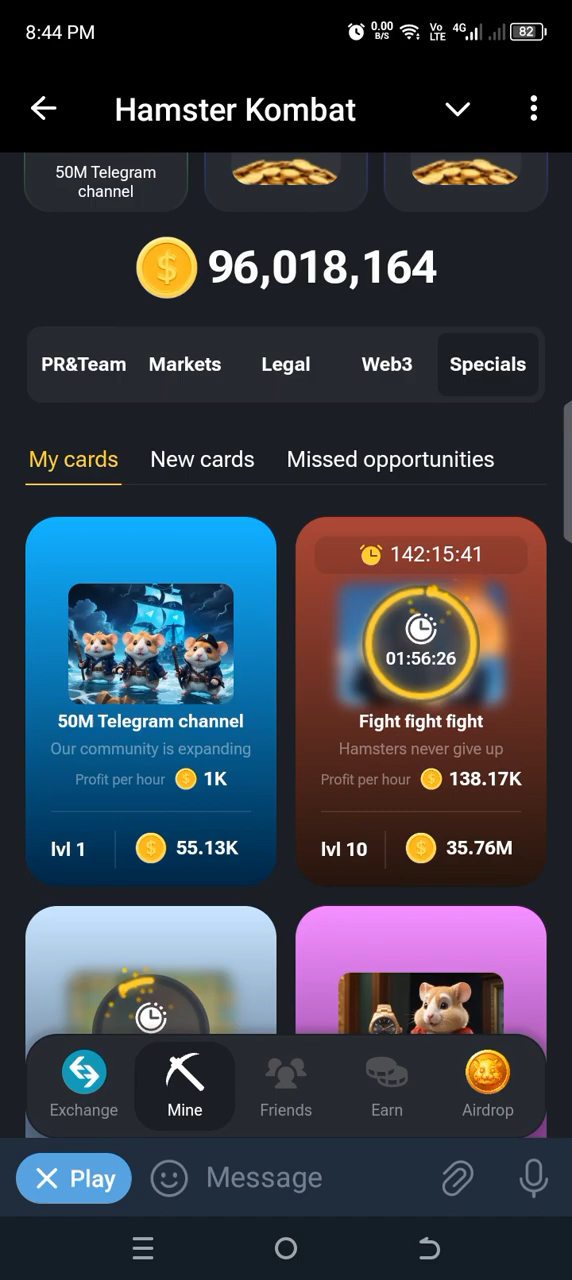 8:44 PM
0.00
B/S
Vo
LTE
4G
82
Hamster Kombat
50M Telegram
channel
96,018,164
PR&Team Markets Legal Web3 Specials
My cards New cards Missed opportunities
142:15:41
01:56:26
50M Telegram channel
Our community is expanding
Profit per hour 1K
lvl 1 55.13K
Fight fight fight
Hamsters never give up
Profit per hour 138.17K
lvl 10 35.76M
Exchange Mine Friends Earn Airdrop
Play Message